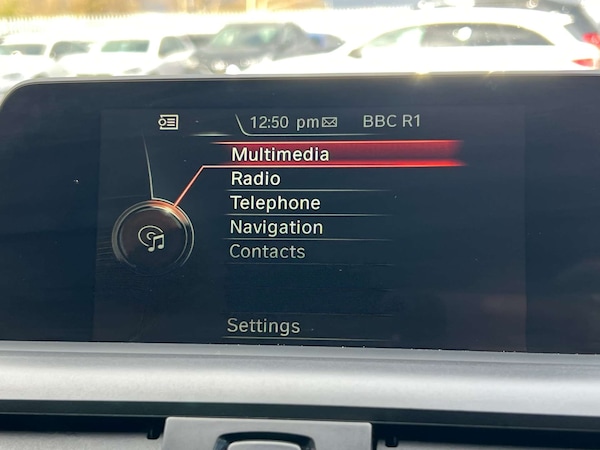 12:50 pm BBC R1
Multimedia
Radio
Telephone
Navigation
Contacts
Settings